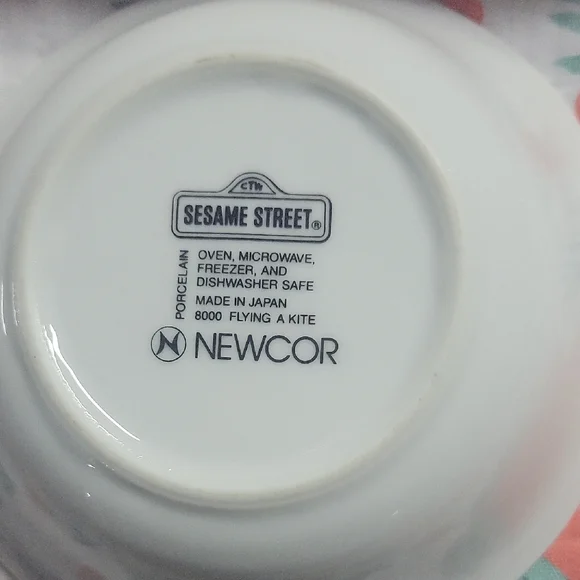 CTW
SESAME STREET®
PORCELAIN
OVEN, MICROWAVE,
FREEZER, AND
DISHWASHER SAFE
MADE IN JAPAN
8000 FLYING A KITE
N NEWCOR